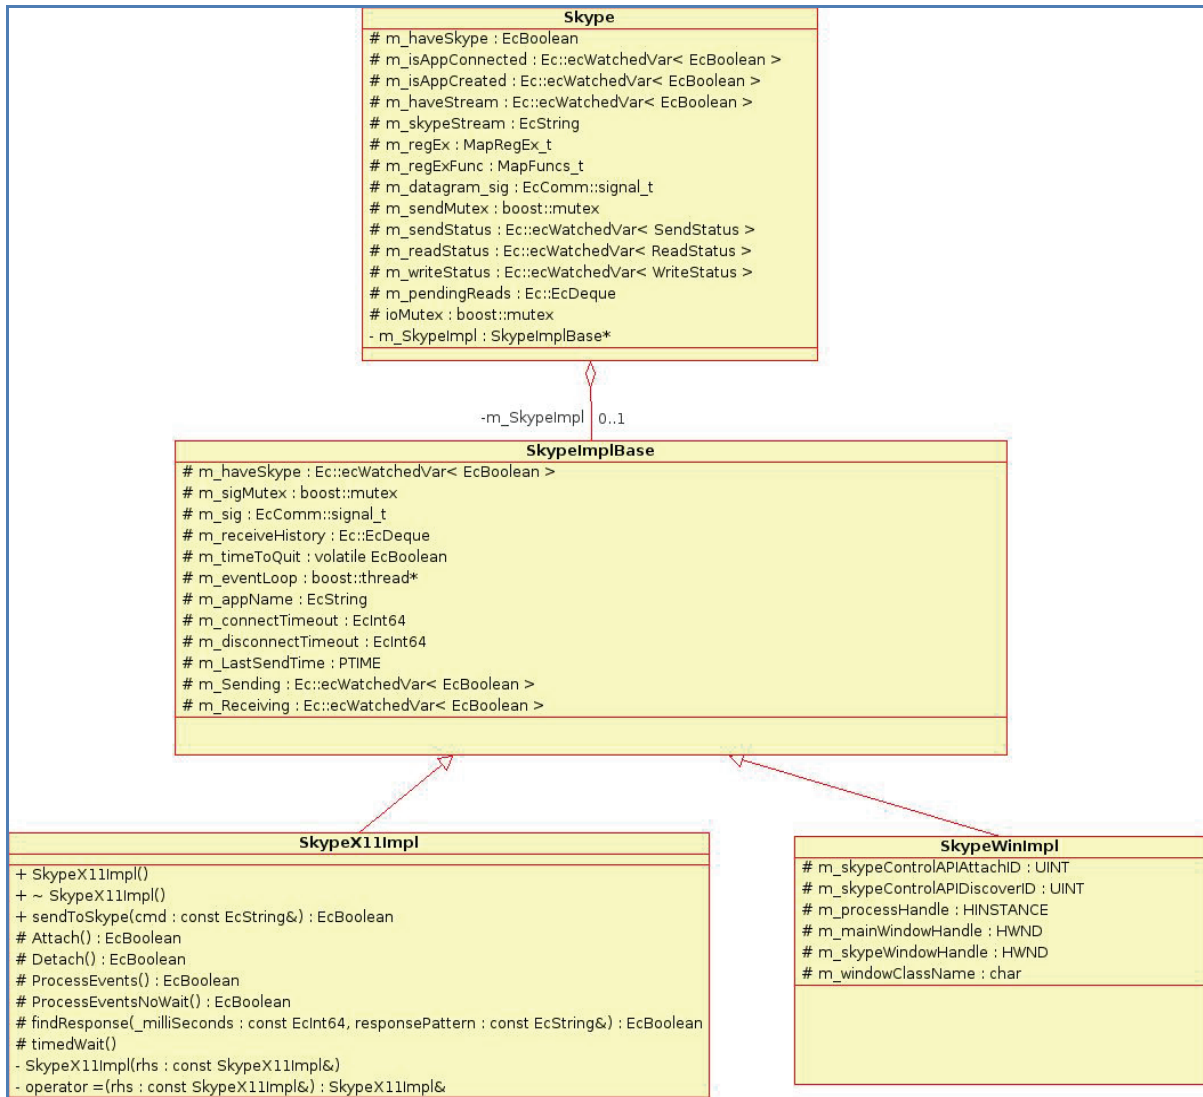 Skype
# m_haveSkype : EcBoolean
# m_isAppConnected : Ec::ecWatchedVar< EcBoolean >
# m_isAppCreated : Ec::ecWatchedVar< EcBoolean >
# m_haveStream : Ec::ecWatchedVar< EcBoolean >
# m_skypeStream : EcString
# m_regEx : MapRegEx_t
# m_regExFunc : MapFuncs_t
# m_datagram_sig : EcComm::signal_t
# m_sendMutex : boost::mutex
# m_sendStatus : Ec::ecWatchedVar< SendStatus >
# m_readStatus : Ec::ecWatchedVar< ReadStatus >
# m_writeStatus : Ec::ecWatchedVar< WriteStatus >
# m_pendingReads : Ec::EcDeque
# ioMutex : boost::mutex
- m_SkypeImpl : SkypeImplBase*
-m_SkypeImpl 0..1
SkypeImplBase
# m_haveSkype : Ec::ecWatchedVar< EcBoolean >
# m_sigMutex : boost::mutex
# m_sig : EcComm::signal_t
# m_receiveHistory : Ec::EcDeque
# m_timeToQuit : volatile EcBoolean
# m_eventLoop : boost::thread*
# m_appName : EcString
# m_connectTimeout : EcInt64
# m_disconnectTimeout : EcInt64
# m_LastSendTime : PTIME
# m_Sending : Ec::ecWatchedVar< EcBoolean >
# m_Receiving : Ec::ecWatchedVar< EcBoolean >
SkypeX11Impl
+ SkypeX11Impl()
+ ~ SkypeX11Impl()
+ sendToSkype(cmd : const EcString&) : EcBoolean
# Attach() : EcBoolean
# Detach() : EcBoolean
# ProcessEvents() : EcBoolean
# ProcessEventsNoWait() : EcBoolean
# findResponse(_milliSeconds : const EcInt64, responsePattern : const EcString&) : EcBoolean
# timedWait()
- SkypeX11Impl(rhs : const SkypeX11Impl&)
- operator =(rhs : const SkypeX11Impl&) : SkypeX11Impl&
SkypeWinImpl
# m_skypeControlAPIAttachID : UINT
# m_skypeControlAPIDiscoverID : UINT
# m_processHandle : HINSTANCE
# m_mainWindowHandle : HWND
# m_skypeWindowHandle : HWND
# m_windowClassName : char